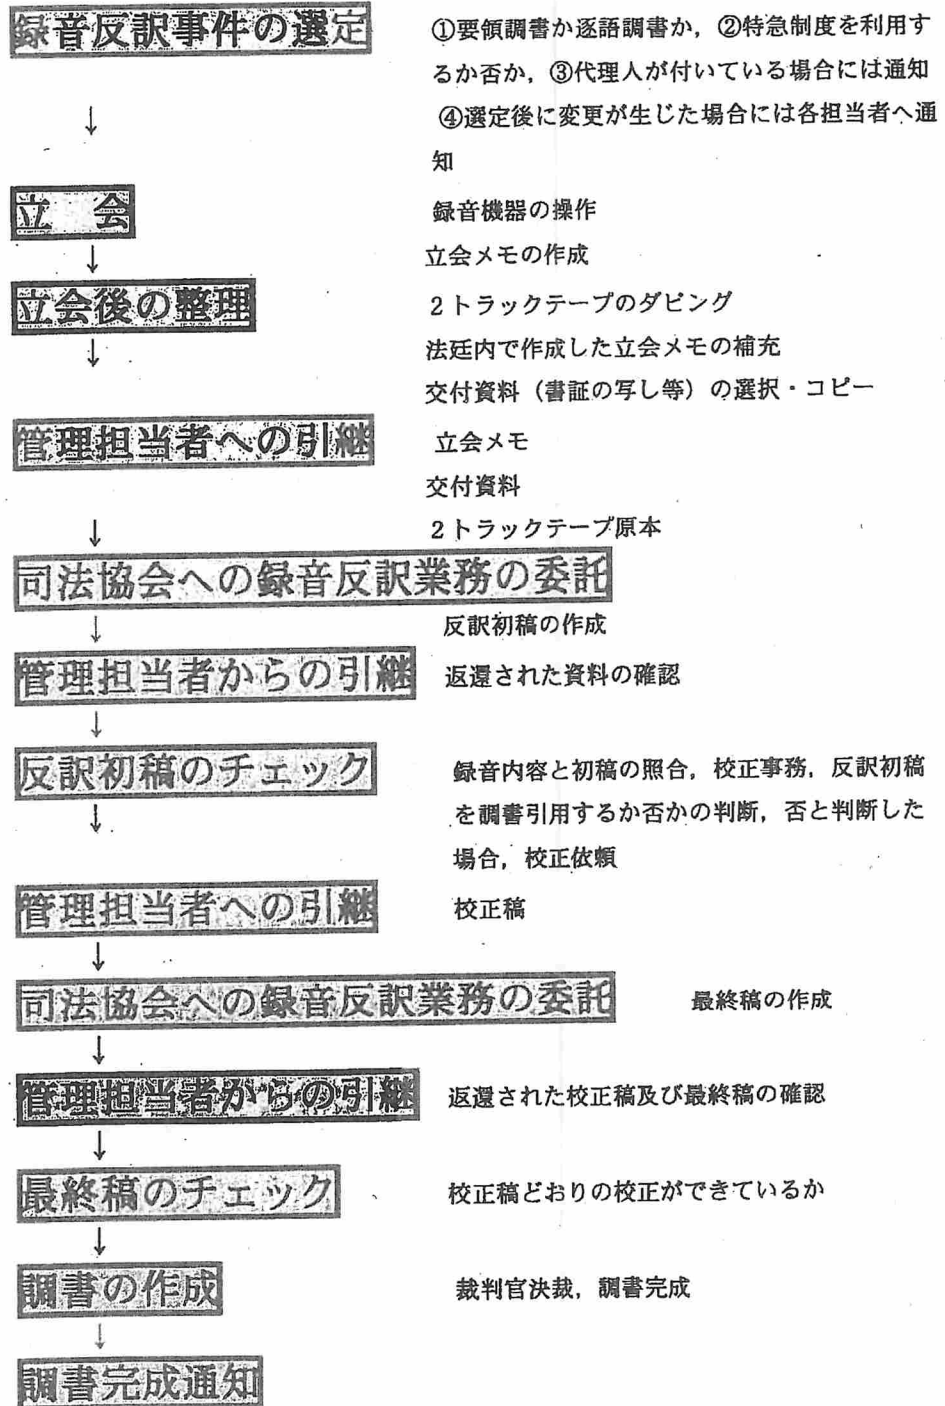 録音反訳事件の選定
①要領調書か逐語調書か，②特急制度を利用す
るか否か，③代理人が付いている場合には通知
④選定後に変更が生じた場合には各担当者へ通
知
↓
立　会
録音機器の操作
↓
立会メモの作成
立会後の整理
２トラックテープのダビング
↓
法廷内で作成した立会メモの補充
交付資料（書証の写し等）の選択・コピー
管理担当者への引継
立会メモ
交付資料
↓
２トラックテープ原本
司法協会への録音反訳業務の委託
↓
反訳初稿の作成
管理担当者からの引継
返還された資料の確認
↓
反訳初稿のチェック
録音内容と初稿の照合，校正事務，反訳初稿
を調書引用するか否かの判断，否と判断した
場合，校正依頼
↓
管理担当者への引継
校正稿
↓
司法協会への録音反訳業務の委託
最終稿の作成
↓
管理担当者からの引継
返還された校正稿及び最終稿の確認
↓
最終稿のチェック
校正稿どおりの校正ができているか
↓
調書の作成
裁判官決裁，調書完成
↓
調書完成通知